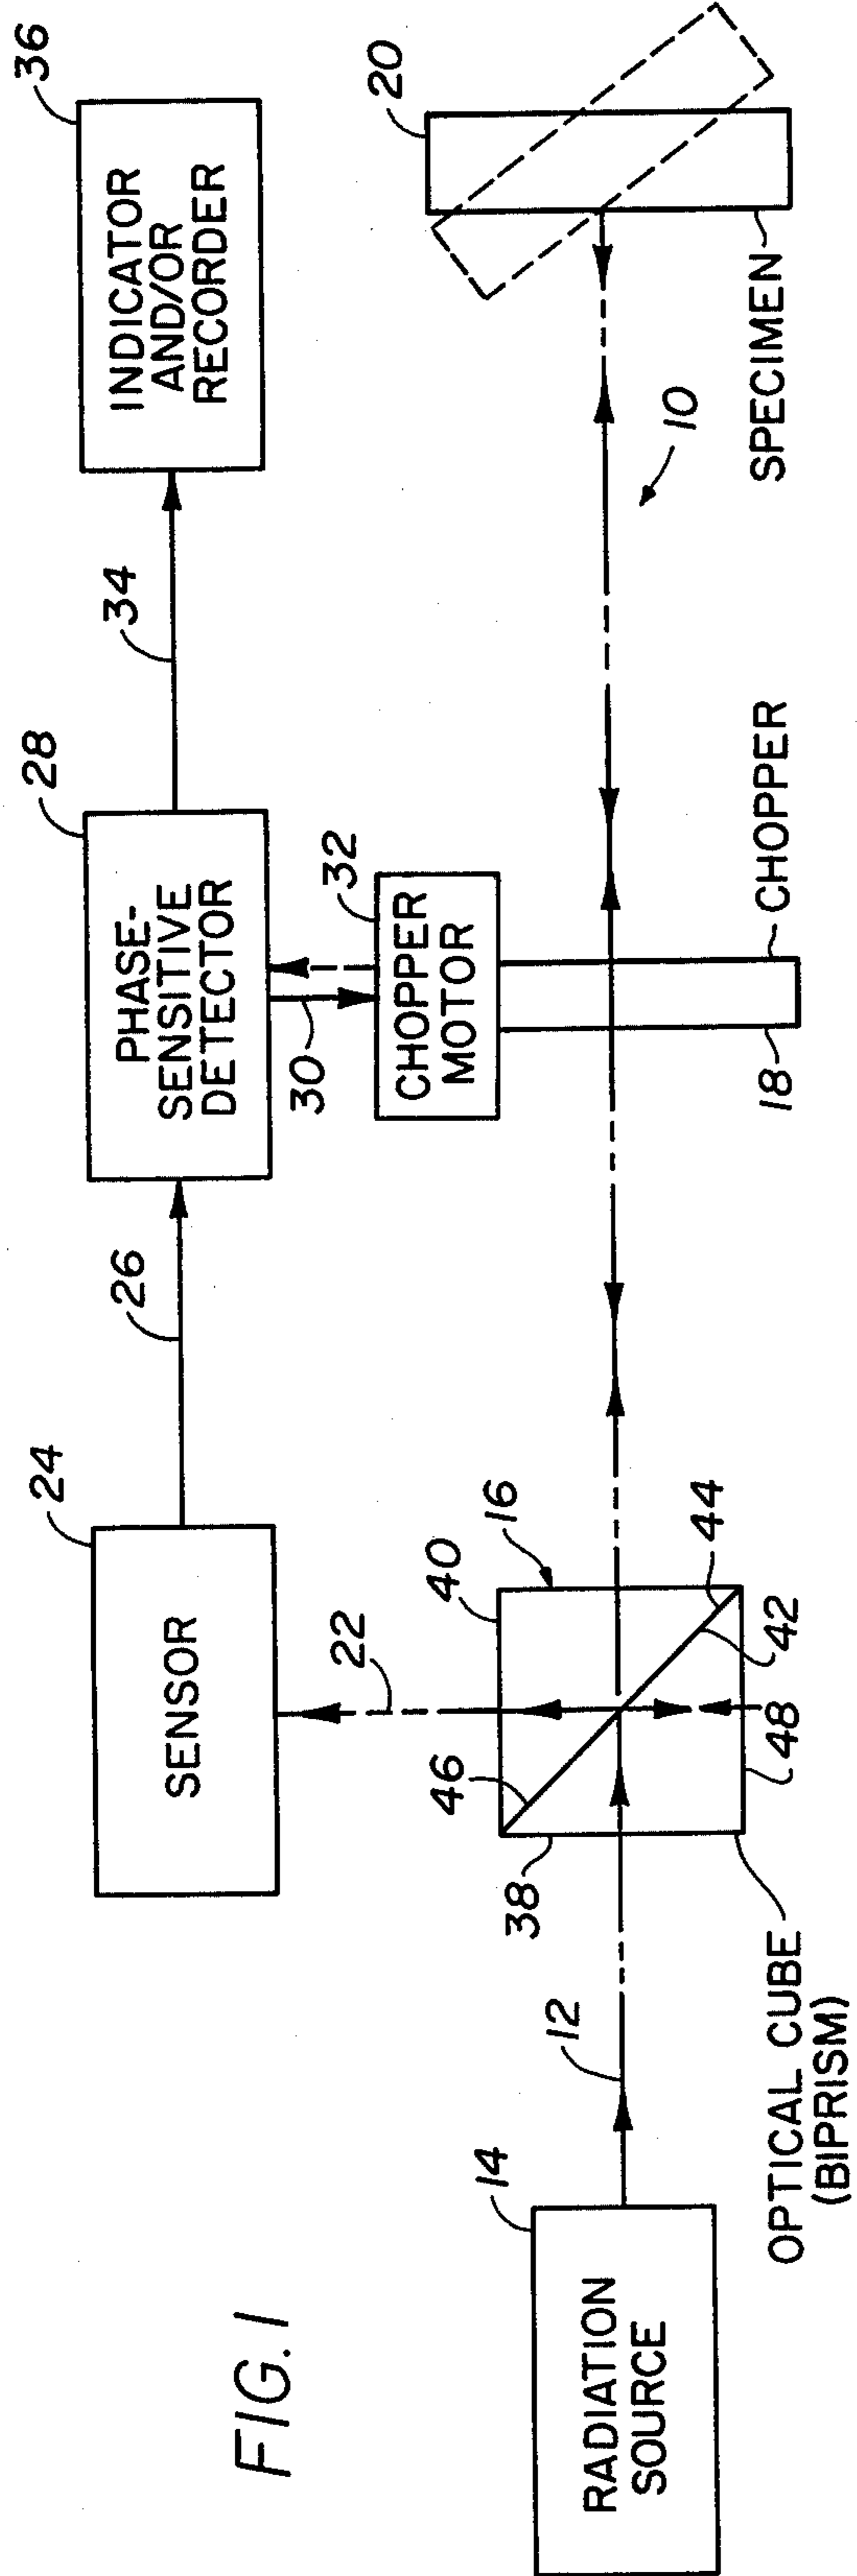 FIG. 1
36
INDICATOR
AND/OR
RECORDER
34
28
PHASE-
SENSITIVE
DETECTOR
30
32
CHOPPER
MOTOR
26
24
SENSOR
22
20
SPECIMEN
10
CHOPPER
18
16
40
44
42
46
48
38
OPTICAL CUBE
(BIPRISM)
12
14
RADIATION
SOURCE